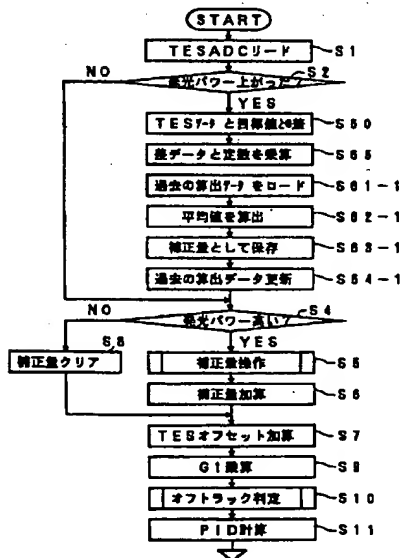 START
TESADCリード S1
発光パワー上がった? S2
NO
YES
TESデータと目標値との差 S50
差データと定数を乗算 S65
過去の算出データをロード S61-1
平均値を算出 S62-1
補正量として保存 S63-1
過去の算出データ更新 S54-1
発光パワー高い? S4
NO
YES
補正量クリア S8
補正量操作 S5
補正量加算 S6
TESオフセット加算 S7
Gt乗算 S9
オフトラック判定 S10
PID計算 S11